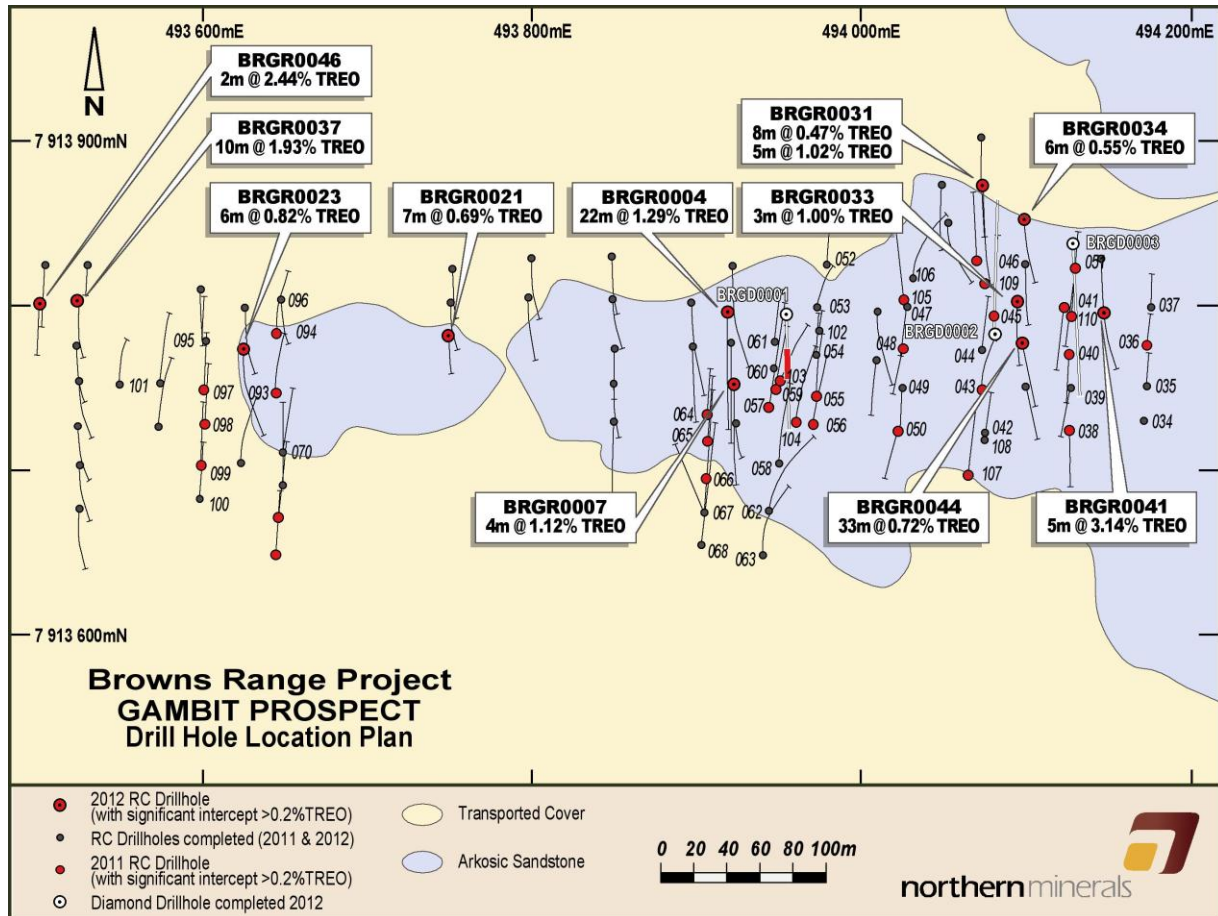 493 600mE
493 800mE
494 000mE
494 200mE
N
7 913 900mN
7 913 600mN
BRGR0046
2m @ 2.44% TREO
BRGR0037
10m @ 1.93% TREO
BRGR0023
6m @ 0.82% TREO
BRGR0021
7m @ 0.69% TREO
BRGR0004
22m @ 1.29% TREO
BRGR0031
8m @ 0.47% TREO
5m @ 1.02% TREO
BRGR0033
3m @ 1.00% TREO
BRGR0034
6m @ 0.55% TREO
BRGR0007
4m @ 1.12% TREO
BRGR0044
33m @ 0.72% TREO
BRGR0041
5m @ 3.14% TREO
BRGD0001
BRGD0002
BRGD0003
101
095
096
094
093
097
098
099
100
070
064
065
066
067
068
061
060
057
059
103
104
058
062
063
052
053
102
054
055
056
106
105
047
048
049
050
046
109
045
044
043
042
108
107
051
041
110
040
039
038
037
036
035
034
Browns Range Project
GAMBIT PROSPECT
Drill Hole Location Plan
2012 RC Drillhole
(with significant intercept >0.2%TREO)
RC Drillholes completed (2011 & 2012)
2011 RC Drillhole
(with significant intercept >0.2%TREO)
Diamond Drillhole completed 2012
Transported Cover
Arkosic Sandstone
0 20 40 60 80 100m
northernminerals